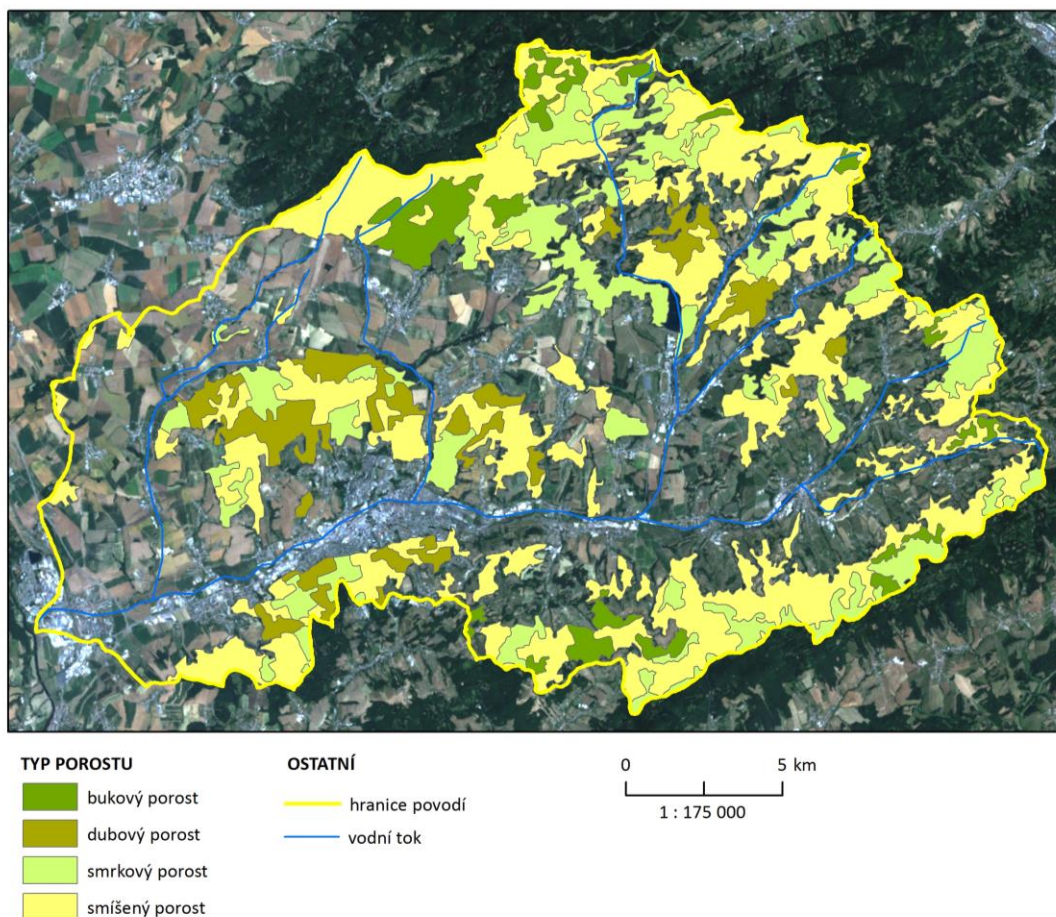 TYP POROSTU
bukový porost
dubový porost
smrkový porost
smíšený porost
OSTATNÍ
hranice povodí
vodní tok
0 5 km
1 : 175 000